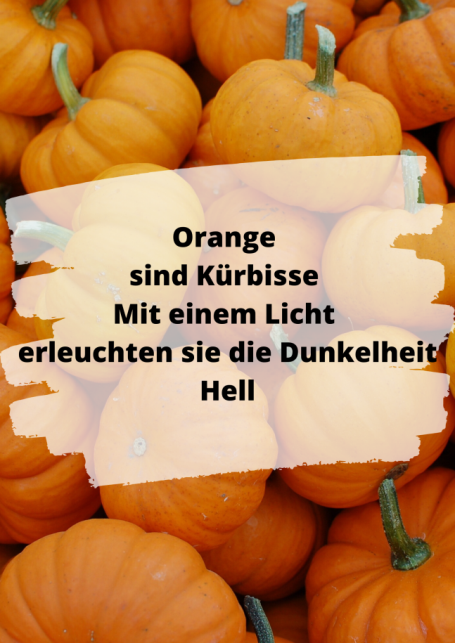 Orange
sind Kürbisse
Mit einem Licht
erleuchten sie die Dunkelheit
Hell